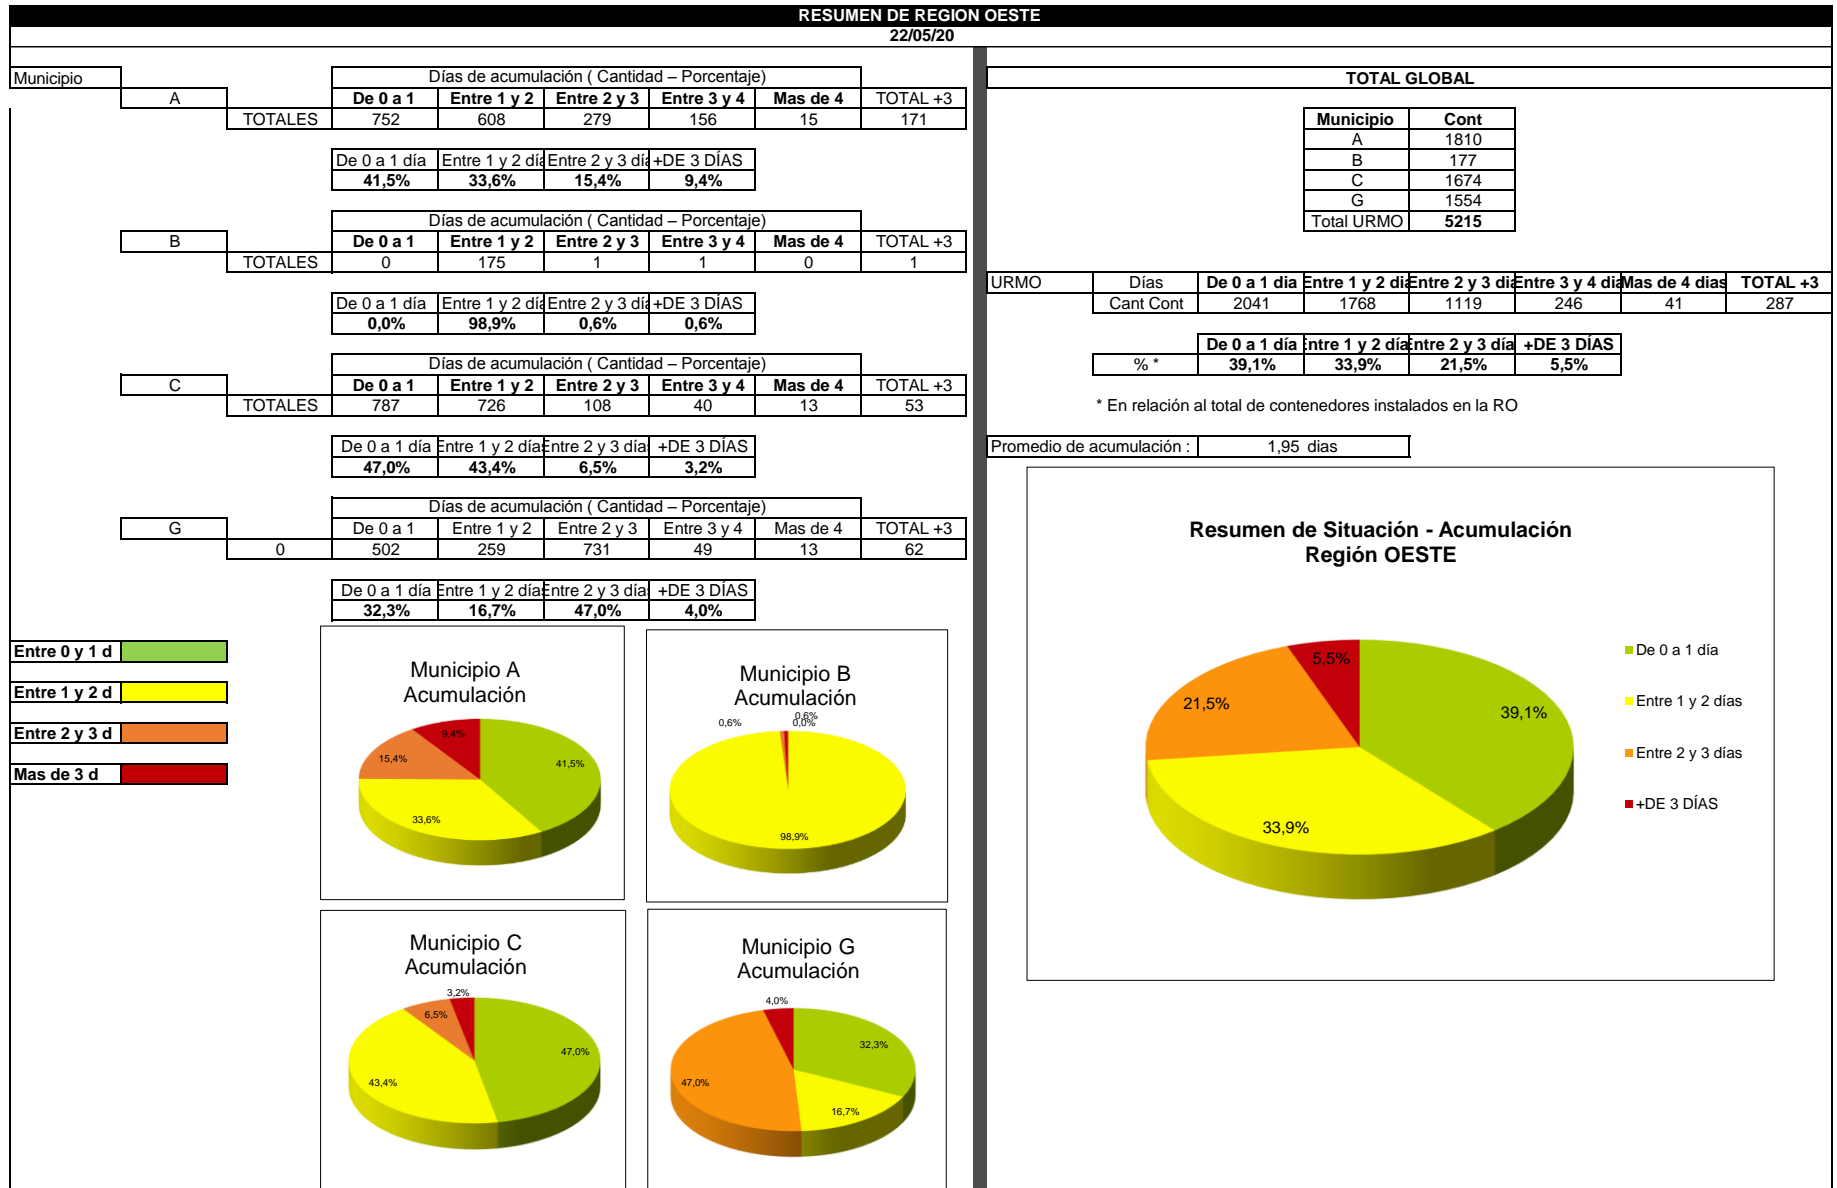 RESUMEN DE REGION OESTE
22/05/20
Municipio
Días de acumulación ( Cantidad – Porcentaje)
A De 0 a 1 Entre 1 y 2 Entre 2 y 3 Entre 3 y 4 Mas de 4 TOTAL +3
TOTALES 752 608 279 156 15 171
De 0 a 1 día Entre 1 y 2 día Entre 2 y 3 día +DE 3 DÍAS
41,5% 33,6% 15,4% 9,4%
Días de acumulación ( Cantidad – Porcentaje)
B De 0 a 1 Entre 1 y 2 Entre 2 y 3 Entre 3 y 4 Mas de 4 TOTAL +3
TOTALES 0 175 1 1 0 1
De 0 a 1 día Entre 1 y 2 día Entre 2 y 3 día +DE 3 DÍAS
0,0% 98,9% 0,6% 0,6%
Días de acumulación ( Cantidad – Porcentaje)
C De 0 a 1 Entre 1 y 2 Entre 2 y 3 Entre 3 y 4 Mas de 4 TOTAL +3
TOTALES 787 726 108 40 13 53
De 0 a 1 día Entre 1 y 2 días Entre 2 y 3 días +DE 3 DÍAS
47,0% 43,4% 6,5% 3,2%
Días de acumulación ( Cantidad – Porcentaje)
G De 0 a 1 Entre 1 y 2 Entre 2 y 3 Entre 3 y 4 Mas de 4 TOTAL +3
0 502 259 731 49 13 62
De 0 a 1 día Entre 1 y 2 días Entre 2 y 3 días +DE 3 DÍAS
32,3% 16,7% 47,0% 4,0%
Entre 0 y 1 d
Entre 1 y 2 d
Entre 2 y 3 d
Mas de 3 d
Municipio A
Acumulación
9,4%
15,4%
41,5%
33,6%
Municipio B
Acumulación
0,6%
0,6%
0,0%
98,9%
Municipio C
Acumulación
3,2%
6,5%
47,0%
43,4%
Municipio G
Acumulación
4,0%
32,3%
47,0%
16,7%
TOTAL GLOBAL
Municipio Cont
A 1810
B 177
C 1674
G 1554
Total URMO 5215
URMO Días De 0 a 1 dia Entre 1 y 2 dia Entre 2 y 3 dia Entre 3 y 4 dia Mas de 4 dias TOTAL +3
Cant Cont 2041 1768 1119 246 41 287
De 0 a 1 día Entre 1 y 2 día Entre 2 y 3 día +DE 3 DÍAS
% * 39,1% 33,9% 21,5% 5,5%
* En relación al total de contenedores instalados en la RO
Promedio de acumulación : 1,95 dias
Resumen de Situación - Acumulación
Región OESTE
5,5%
21,5%
39,1%
33,9%
De 0 a 1 día
Entre 1 y 2 días
Entre 2 y 3 días
+DE 3 DÍAS